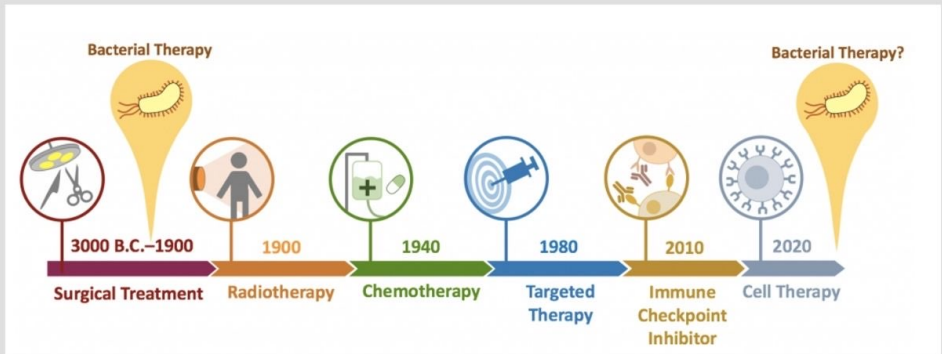 Bacterial Therapy
Bacterial Therapy?
3000 B.C.–1900
1900
1940
1980
2010
2020
Surgical Treatment
Radiotherapy
Chemotherapy
Targeted
Therapy
Immune
Checkpoint
Inhibitor
Cell Therapy